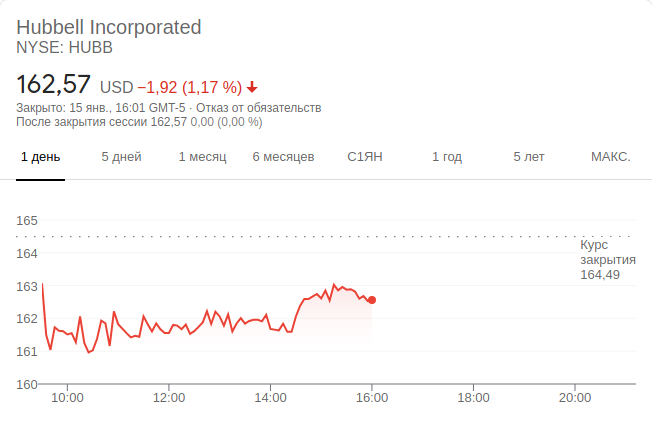 Hubbell Incorporated
NYSE: HUBB
162,57 USD −1,92 (1,17 %)
Закрыто: 15 янв., 16:01 GMT-5 · Отказ от обязательств
После закрытия сессии 162,57 0,00 (0,00 %)
1 день 5 дней 1 месяц 6 месяцев С1ЯН 1 год 5 лет МАКС.
165
Курс
164
закрытия
164,49
163
162
161
160
10:00 12:00 14:00 16:00 18:00 20:00